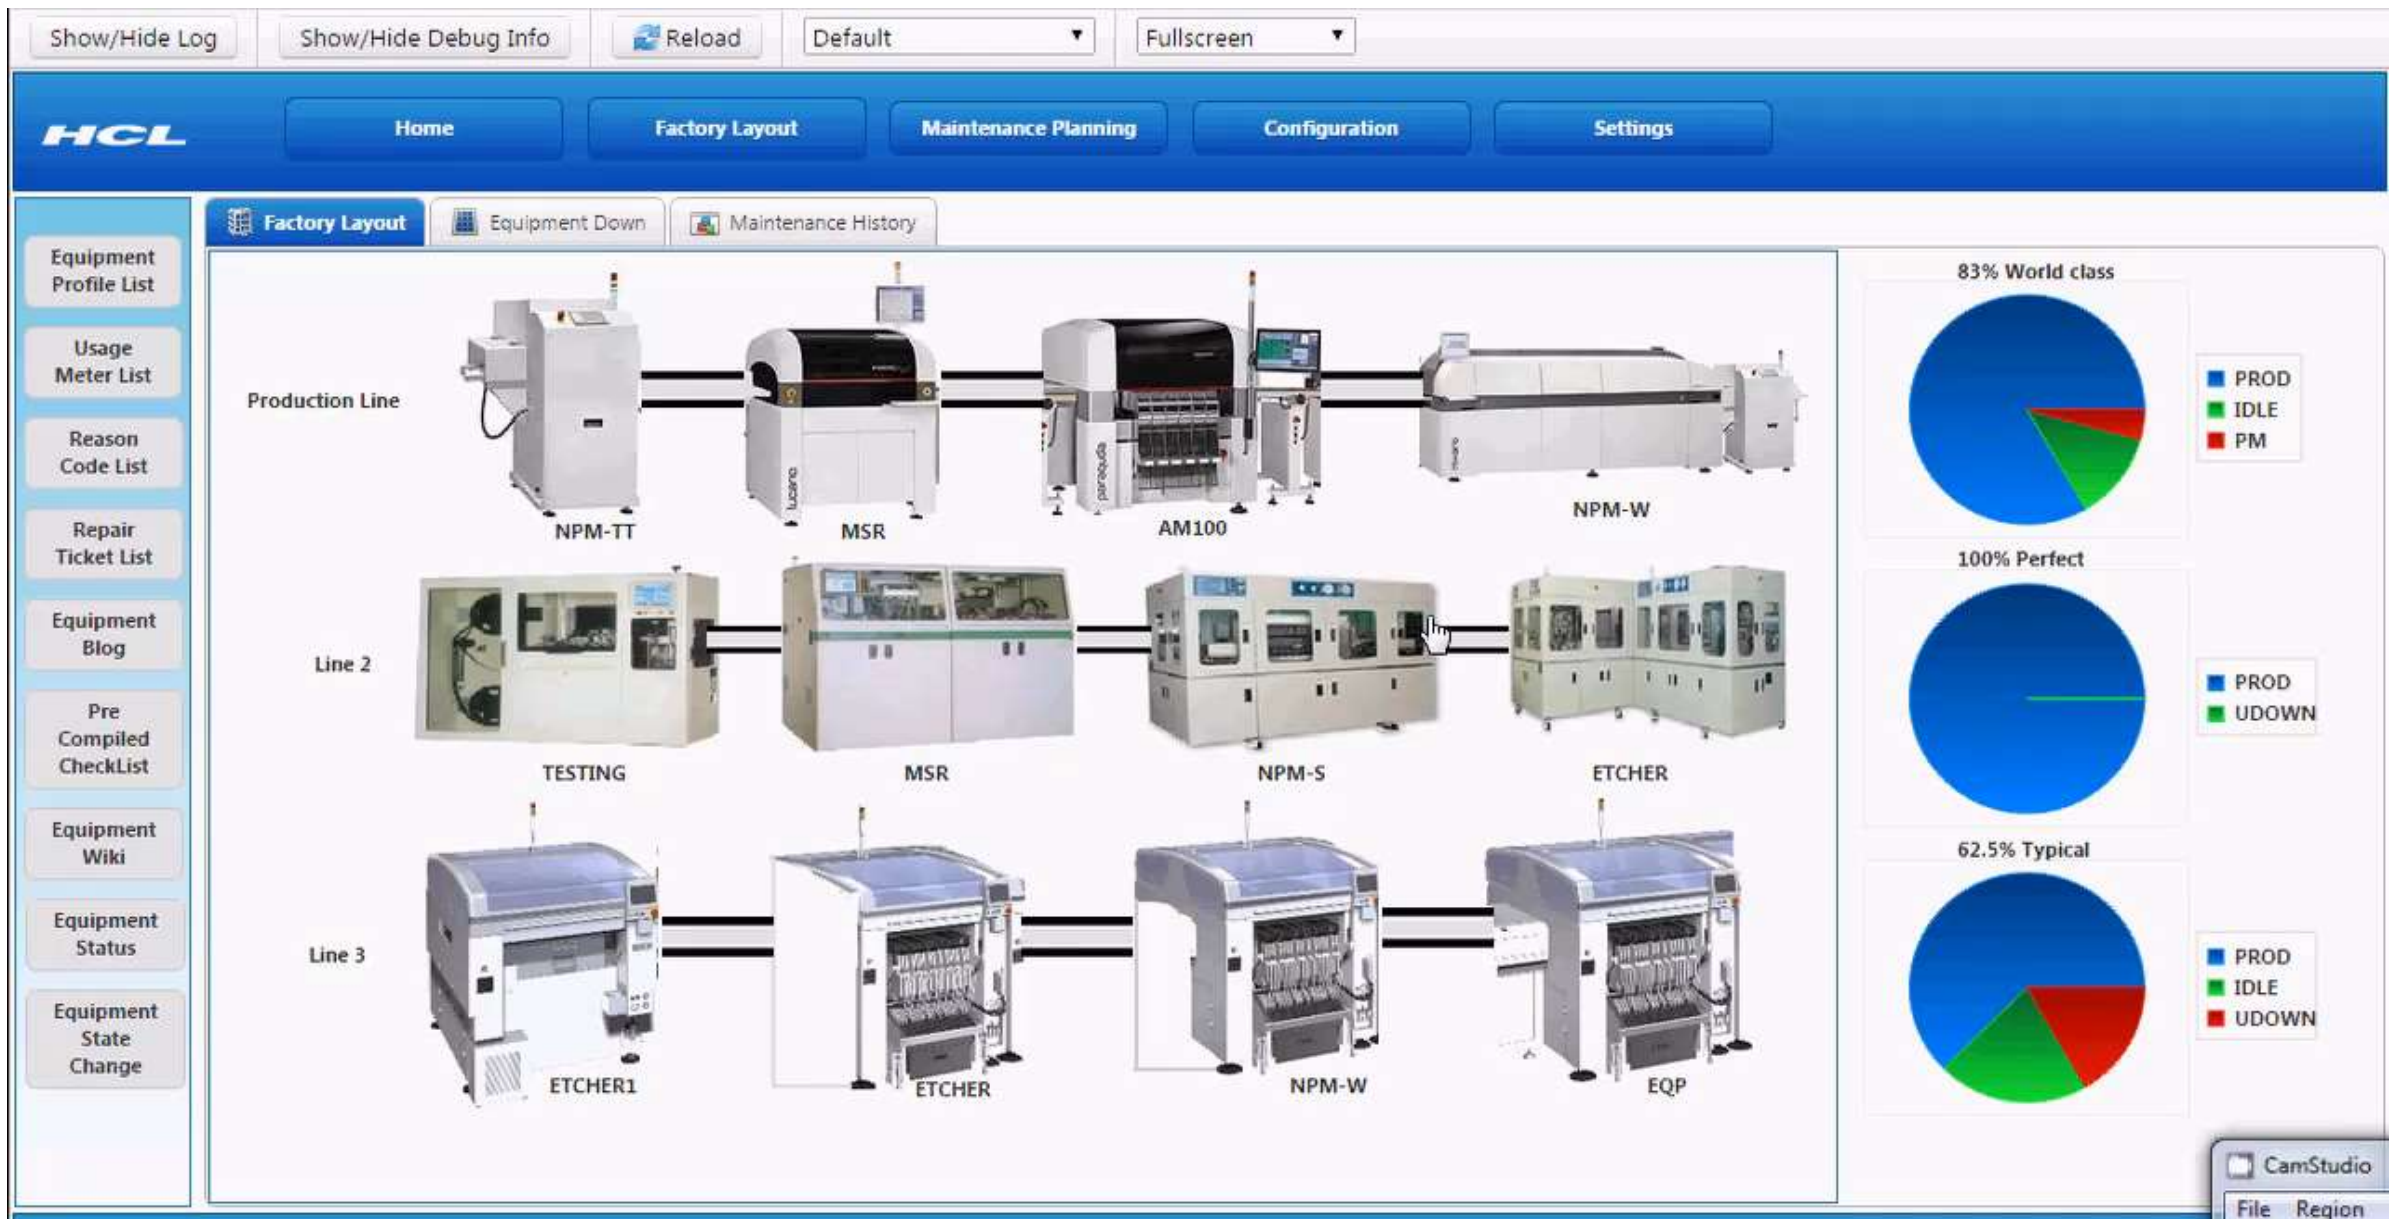 Show/Hide Log
Show/Hide Debug Info
Reload
Default
Fullscreen
HCL
Home
Factory Layout
Maintenance Planning
Configuration
Settings
Factory Layout
Equipment Down
Maintenance History
Equipment
Profile List
Usage
Meter List
Reason
Code List
Repair
Ticket List
Equipment
Blog
Pre
Compiled
CheckList
Equipment
Wiki
Equipment
Status
Equipment
State
Change
Production Line
lucano
paraquda
NPM-TT
MSR
AM100
NPM-W
Line 2
TESTING
MSR
NPM-S
ETCHER
Line 3
ETCHER1
ETCHER
NPM-W
EQP
83% World class
PROD
IDLE
PM
100% Perfect
PROD
UDOWN
62.5% Typical
PROD
IDLE
UDOWN
CamStudio
File Region